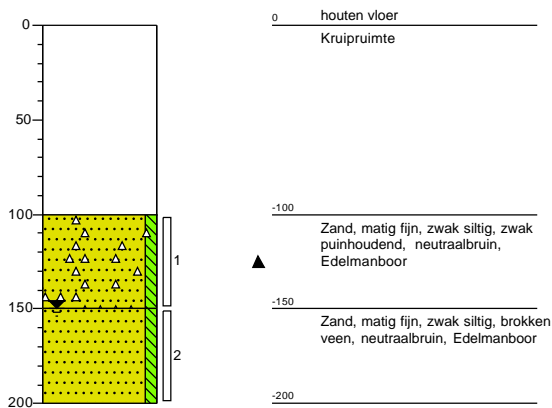 0
50
100
150
200
1
2
0
houten vloer
Kruipruimte
-100
Zand, matig fijn, zwak siltig, zwak
puinhoudend, neutraalbruin,
Edelmanboor
-150
Zand, matig fijn, zwak siltig, brokken
veen, neutraalbruin, Edelmanboor
-200